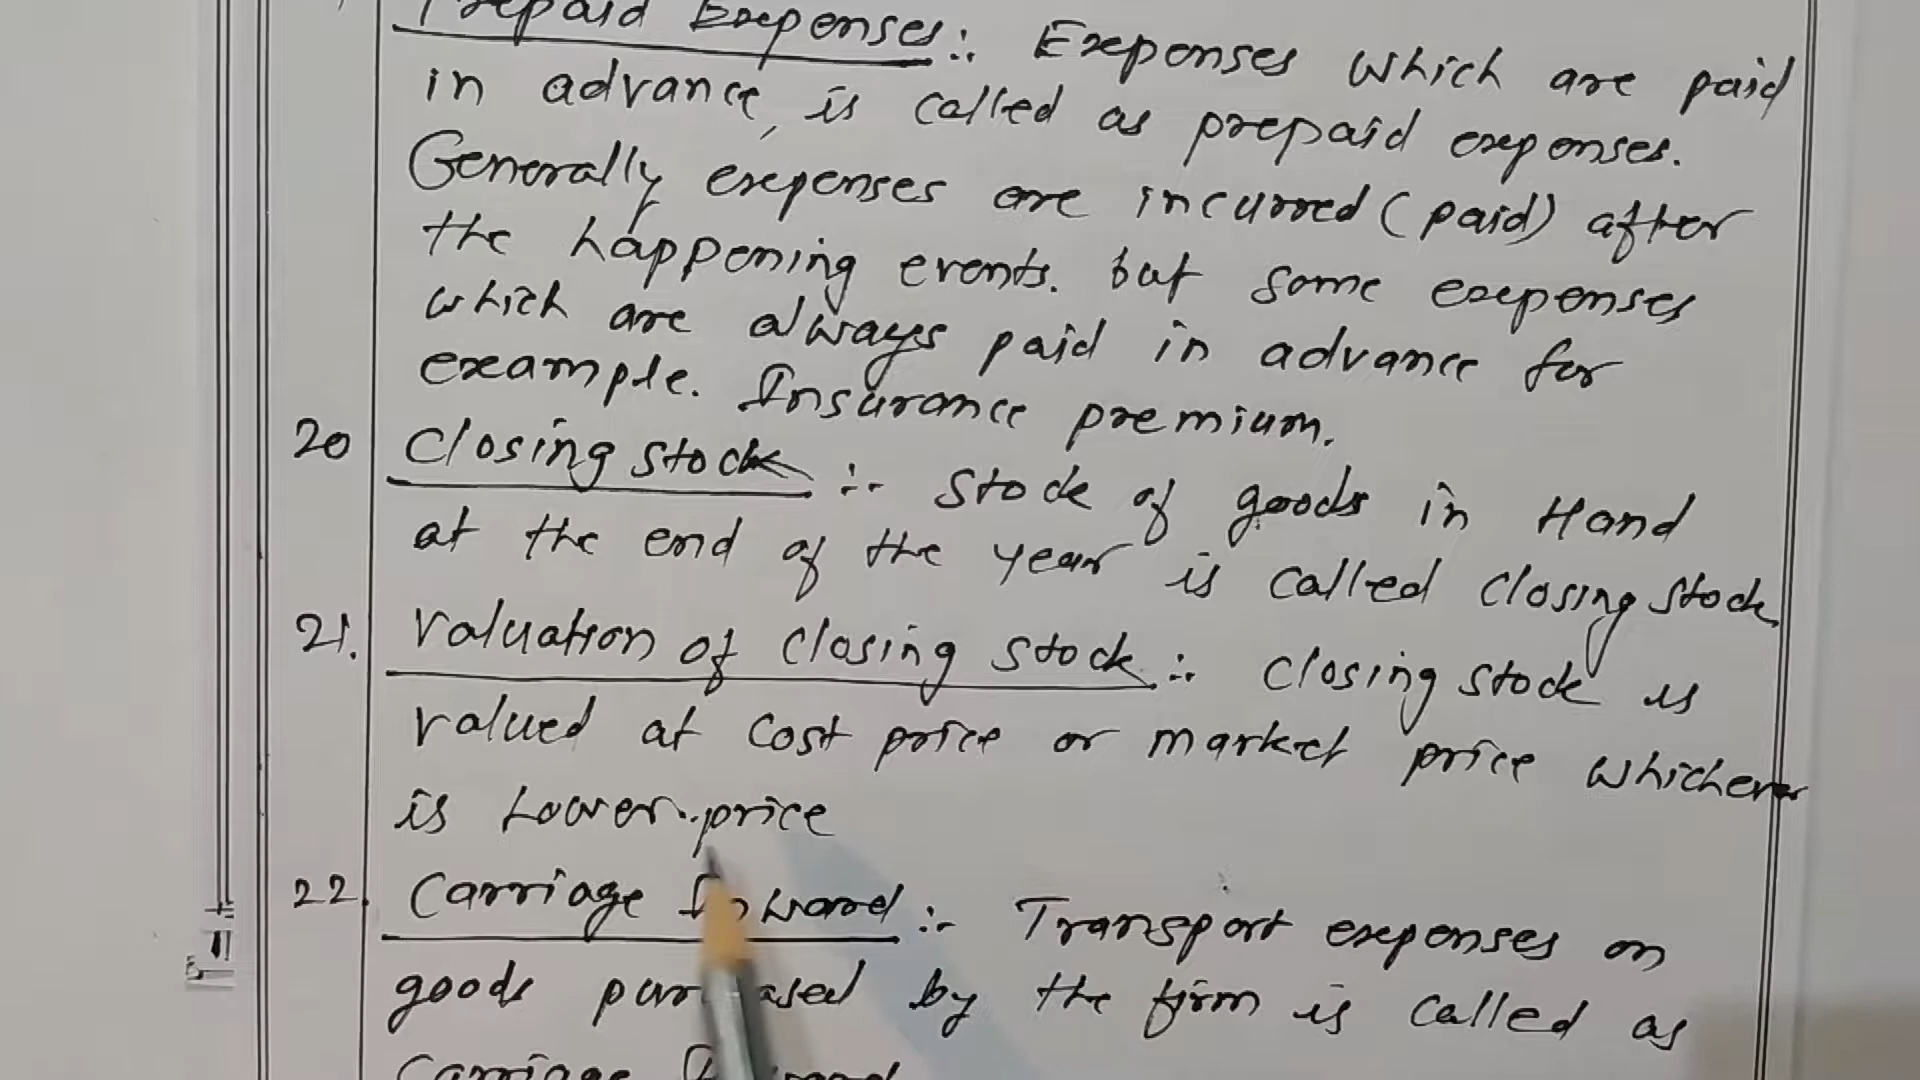 Prepaid Expenses:. Expenses which are paid
in advance, is called as prepaid expenses.
Generally expenses are incurred (paid) after
the happening events. but some expenses
which are always paid in advance for
example. Insurance premium.
20 Closing stock :- Stock of goods in Hand
at the end of the year is called closing stock
21. Valuation of closing stock :- Closing stock is
valued at cost price or market price whichever
is Lower. price
22. Carriage Inward :- Transport expenses on
goods purchased by the firm is called as
Carriage Inward